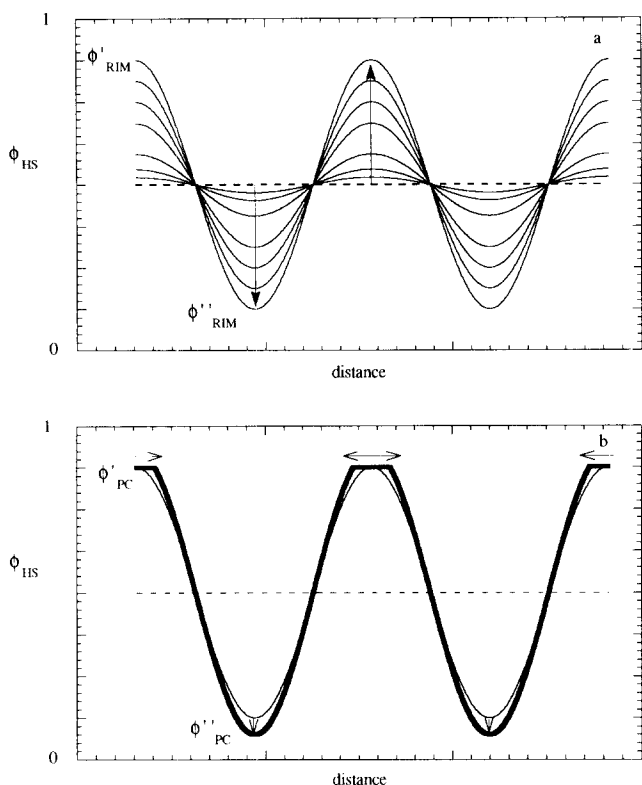 1
a
ϕ'RIM
ϕHS
ϕ''RIM
0
distance
1
b
ϕ'PC
ϕHS
ϕ''PC
0
distance